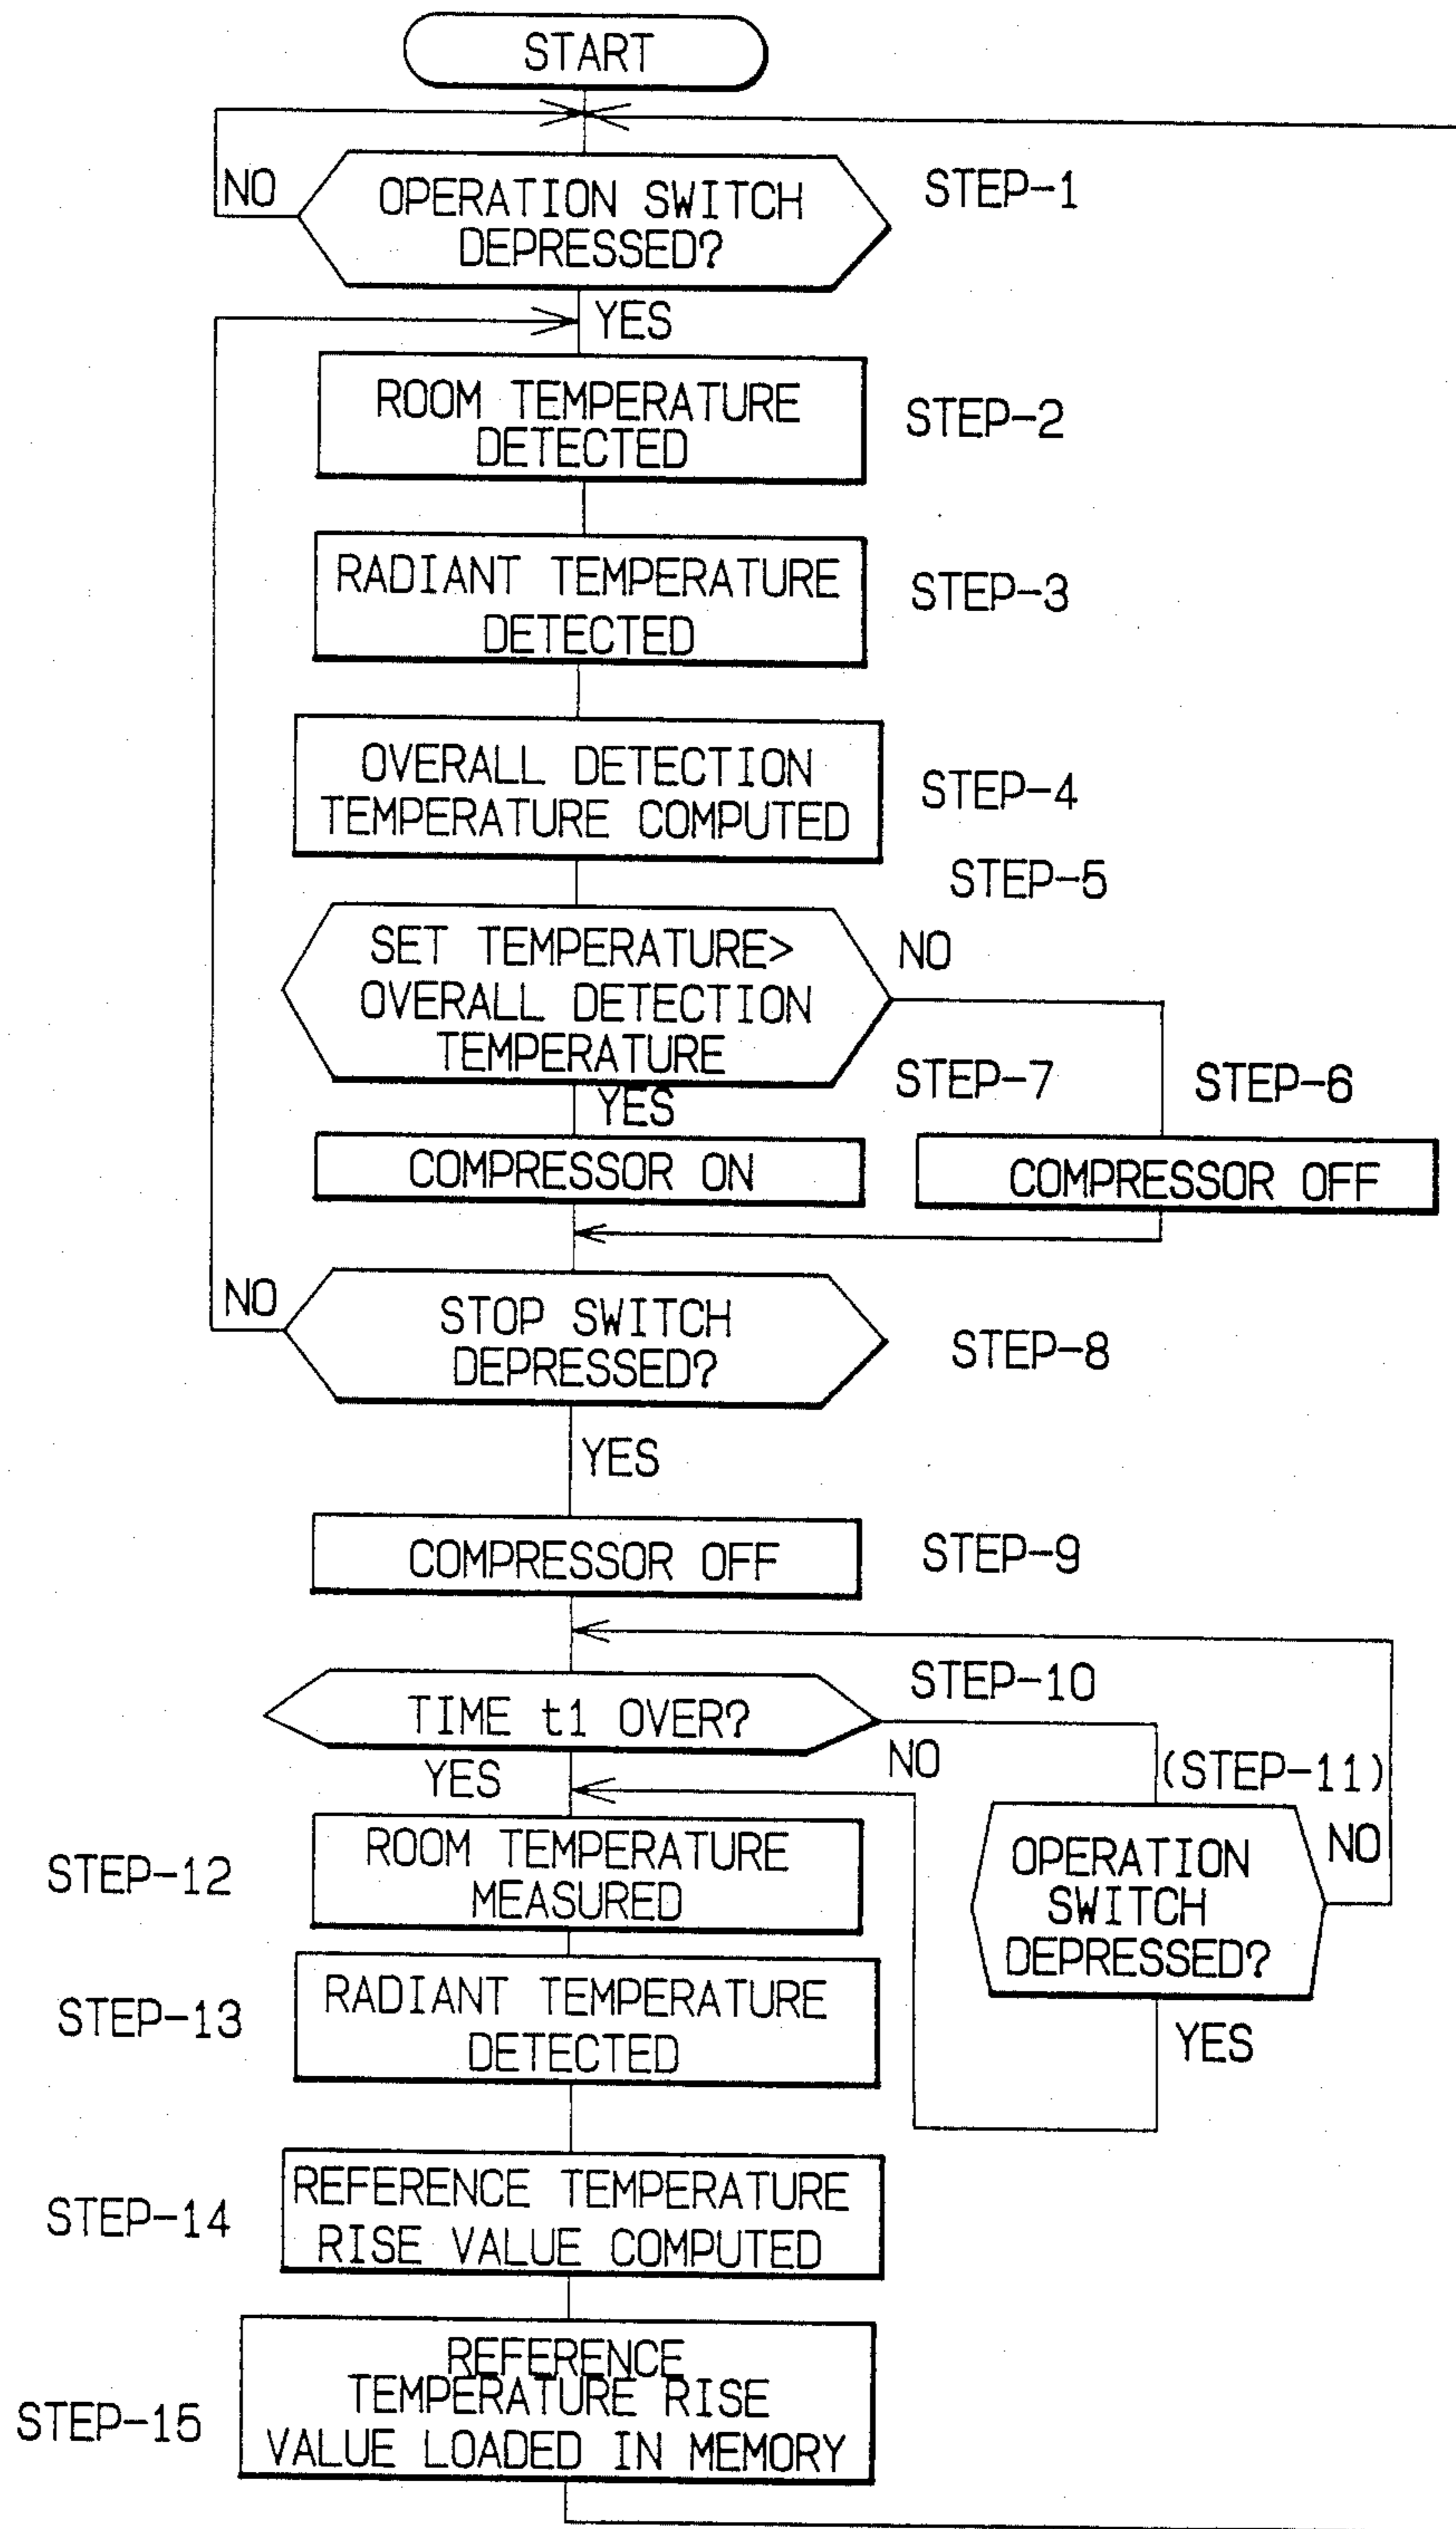 START
NO
OPERATION SWITCH
DEPRESSED?
STEP-1
YES
ROOM TEMPERATURE
DETECTED
STEP-2
RADIANT TEMPERATURE
DETECTED
STEP-3
OVERALL DETECTION
TEMPERATURE COMPUTED
STEP-4
STEP-5
SET TEMPERATURE>
OVERALL DETECTION
TEMPERATURE
NO
YES
STEP-7
STEP-6
COMPRESSOR ON
COMPRESSOR OFF
NO
STOP SWITCH
DEPRESSED?
STEP-8
YES
COMPRESSOR OFF
STEP-9
STEP-10
TIME t1 OVER?
YES
NO
(STEP-11)
OPERATION
SWITCH
DEPRESSED?
NO
YES
STEP-12
ROOM TEMPERATURE
MEASURED
STEP-13
RADIANT TEMPERATURE
DETECTED
STEP-14
REFERENCE TEMPERATURE
RISE VALUE COMPUTED
STEP-15
REFERENCE
TEMPERATURE RISE
VALUE LOADED IN MEMORY